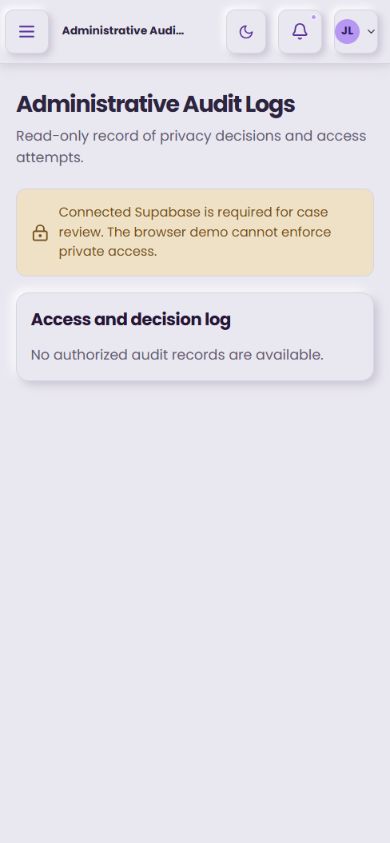 Administrative Audi...
JL
Administrative Audit Logs
Read-only record of privacy decisions and access
attempts.
Connected Supabase is required for case
review. The browser demo cannot enforce
private access.
Access and decision log
No authorized audit records are available.